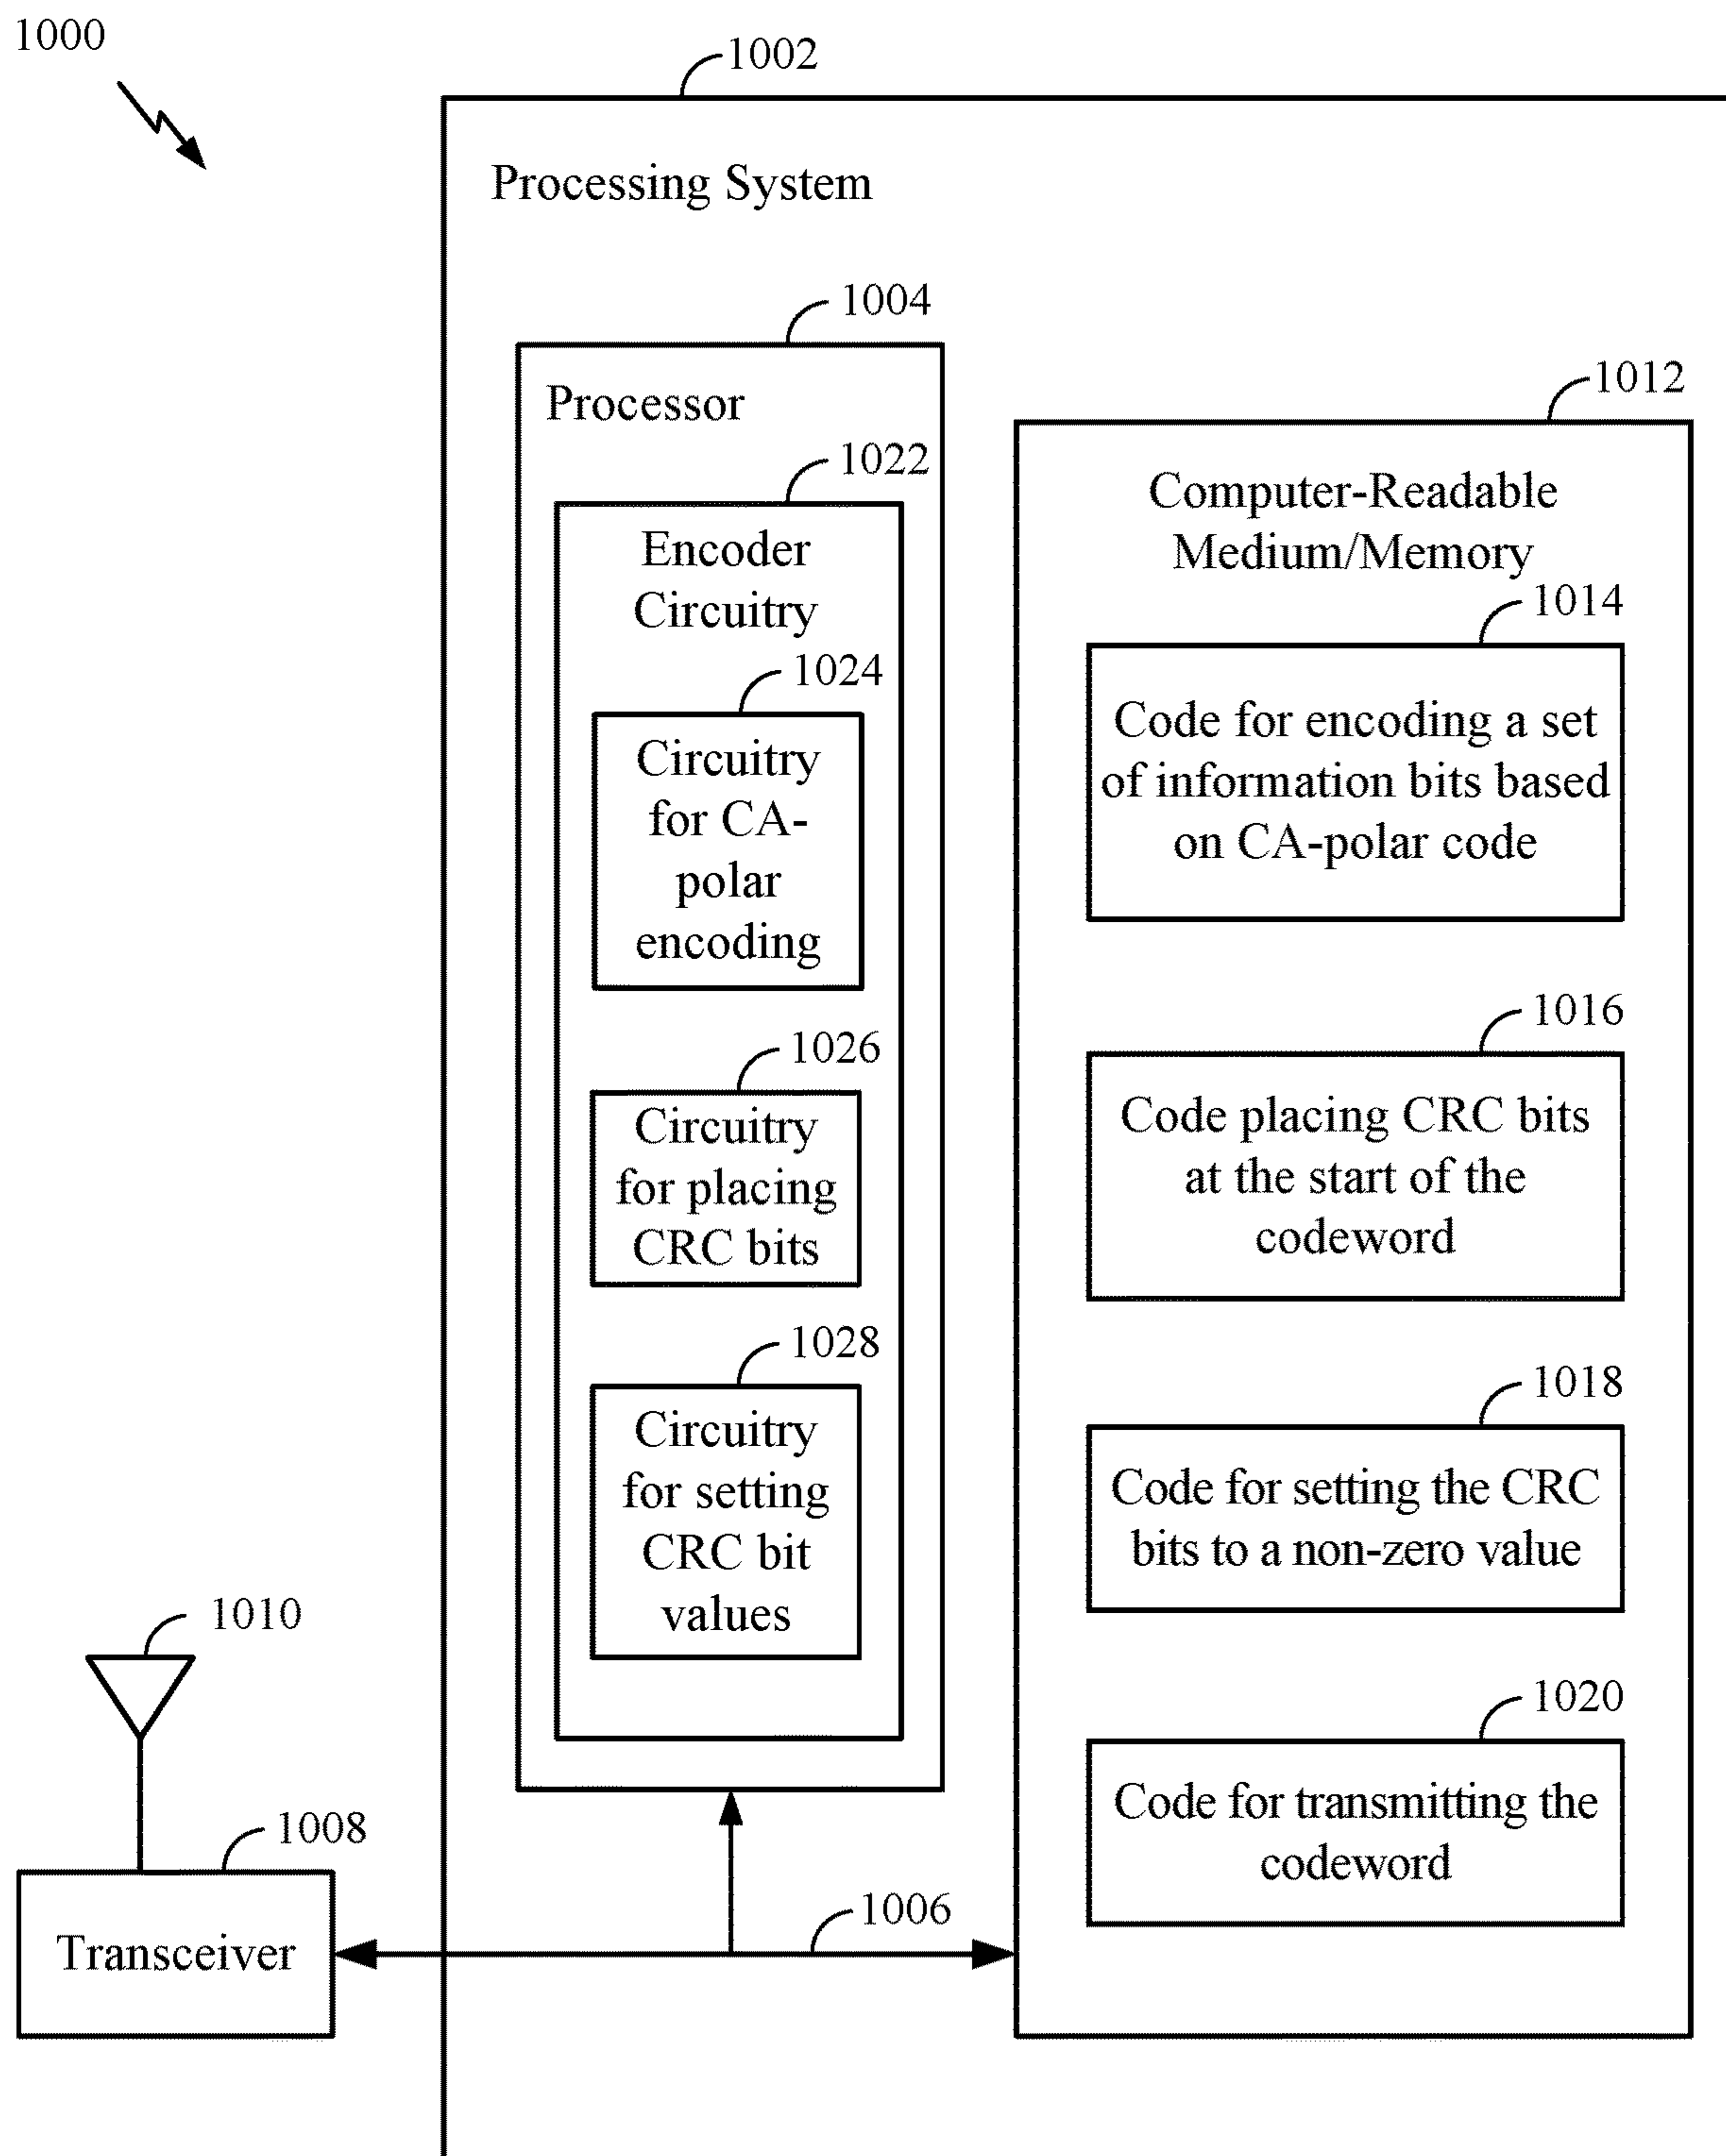 1000
1002
Processing System
1004
Processor
1022
Encoder
Circuitry
1024
Circuitry
for CA-
polar
encoding
1026
Circuitry
for placing
CRC bits
1028
Circuitry
for setting
CRC bit
values
1012
Computer-Readable
Medium/Memory
1014
Code for encoding a set
of information bits based
on CA-polar code
1016
Code placing CRC bits
at the start of the
codeword
1018
Code for setting the CRC
bits to a non-zero value
1020
Code for transmitting the
codeword
1010
1008
Transceiver
1006